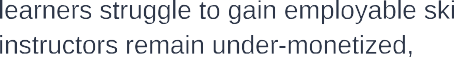 learners struggle to gain employable ski
instructors remain under-monetized,